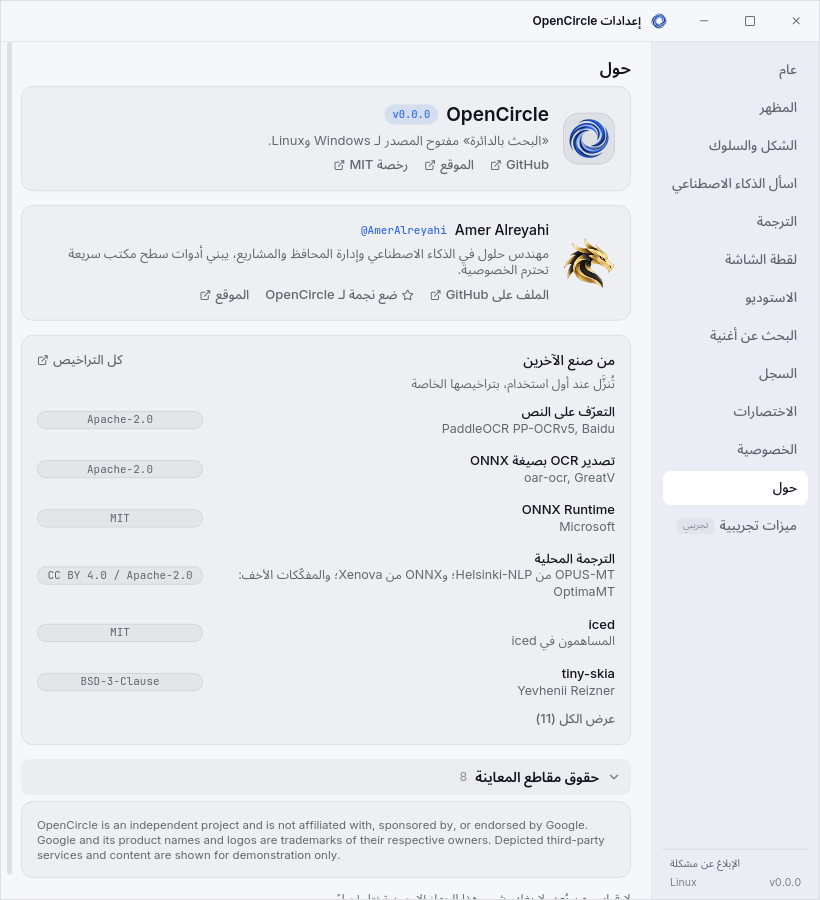 إعدادات OpenCircle
عام
المظهر
الشكل والسلوك
اسأل الذكاء الاصطناعي
الترجمة
لقطة الشاشة
الاستوديو
البحث عن أغنية
السجل
الاختصارات
الخصوصية
حول
ميزات تجريبية تجريبي
الإبلاغ عن مشكلة
v0.0.0 Linux
حول
OpenCircle v0.0.0
«البحث بالدائرة» مفتوح المصدر لـ Windows وLinux.
GitHub الموقع رخصة MIT
Amer Alreyahi @AmerAlreyahi
مهندس حلول في الذكاء الاصطناعي وإدارة المحافظ والمشاريع، يبني أدوات سطح مكتب سريعة
تحترم الخصوصية.
الملف على GitHub ضع نجمة لـ OpenCircle الموقع
من صنع الآخرين كل التراخيص
تُنزَّل عند أول استخدام، بتراخيصها الخاصة
التعرّف على النص
PaddleOCR PP-OCRv5, Baidu
Apache-2.0
تصدير OCR بصيغة ONNX
oar-ocr, GreatV
Apache-2.0
ONNX Runtime
Microsoft
MIT
الترجمة المحلية
OPUS-MT من Helsinki-NLP؛ وONNX من Xenova؛ والمفكّكات الأخف:
OptimaMT
CC BY 4.0 / Apache-2.0
iced
المساهمون في iced
MIT
tiny-skia
Yevhenii Reizner
BSD-3-Clause
عرض الكل (11)
حقوق مقاطع المعاينة 8
OpenCircle is an independent project and is not affiliated with, sponsored by, or endorsed by Google.
Google and its product names and logos are trademarks of their respective owners. Depicted third-party
services and content are shown for demonstration only.